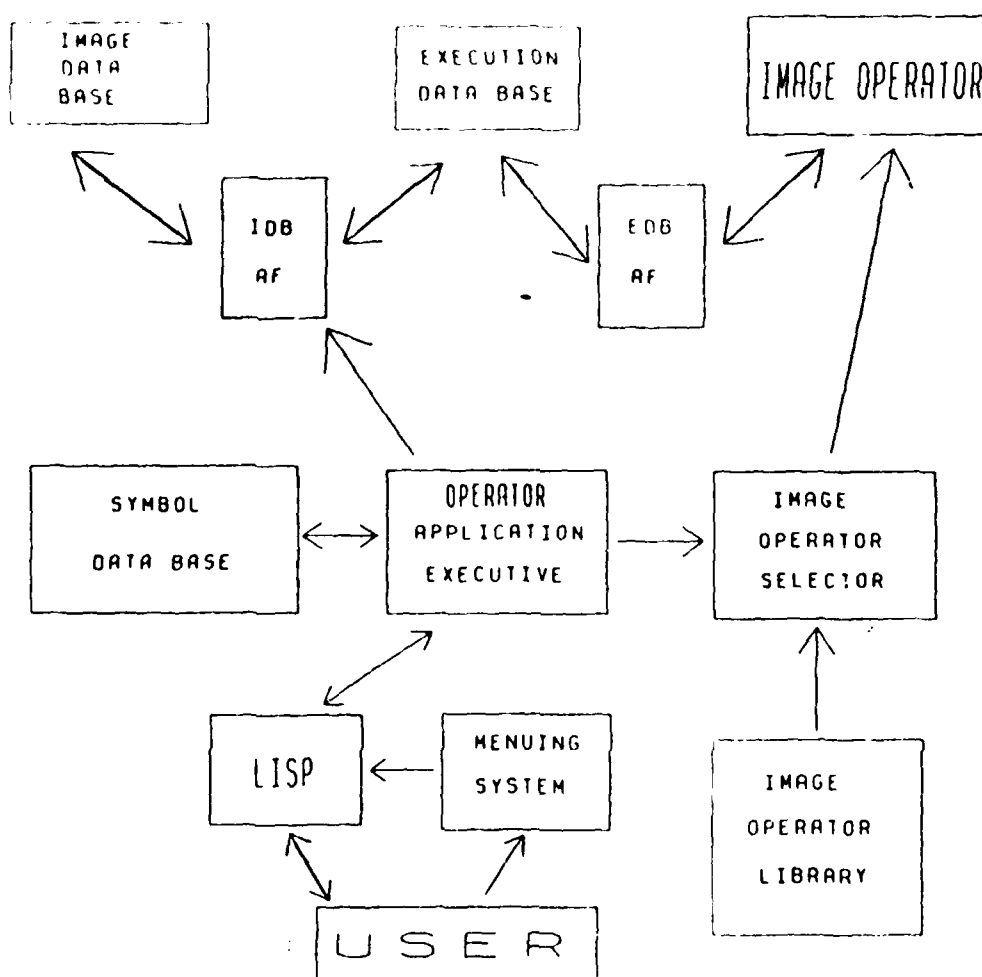 IMAGE
DATA
BASE
EXECUTION
DATA BASE
IMAGE OPERATOR
IDB
AF
EDB
AF
SYMBOL
DATA BASE
OPERATOR
APPLICATION
EXECUTIVE
IMAGE
OPERATOR
SELECTOR
LISP
MENUING
SYSTEM
IMAGE
OPERATOR
LIBRARY
USER